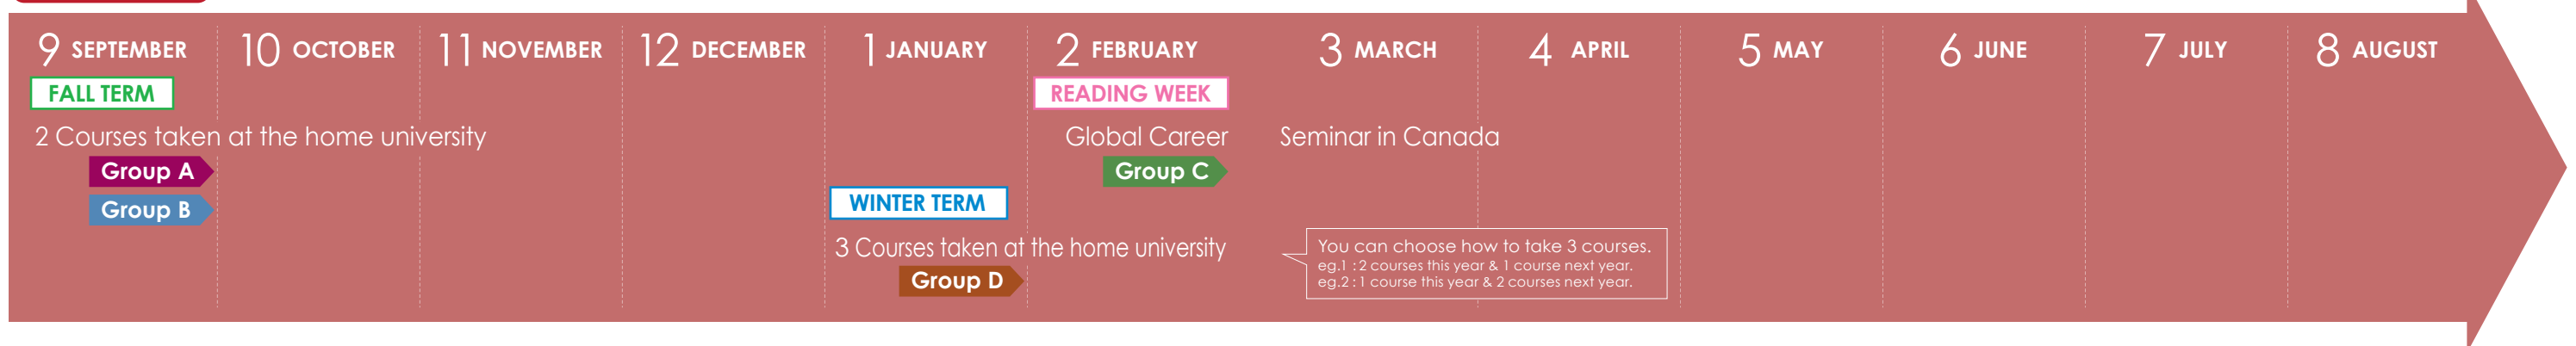 9 SEPTEMBER
10 OCTOBER
11 NOVEMBER
12 DECEMBER
1 JANUARY
2 FEBRUARY
3 MARCH
4 APRIL
5 MAY
6 JUNE
7 JULY
8 AUGUST
FALL TERM
2 Courses taken at the home university
Group A
Group B
READING WEEK
Global Career Seminar in Canada
Group C
WINTER TERM
3 Courses taken at the home university
Group D
You can choose how to take 3 courses.
eg.1 : 2 courses this year & 1 course next year.
eg.2 : 1 course this year & 2 courses next year.